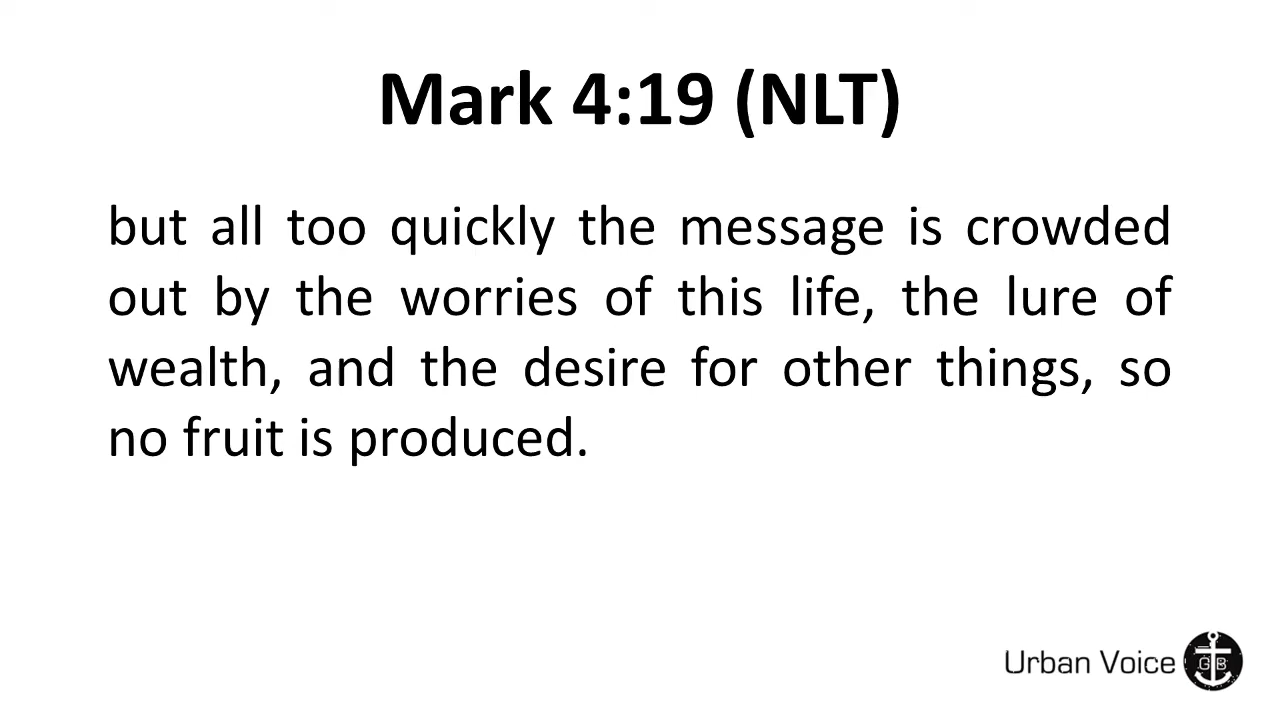 Mark 4:19 (NLT)
but all too quickly the message is crowded
out by the worries of this life, the lure of
wealth, and the desire for other things, so
no fruit is produced.
Urban Voice
G B